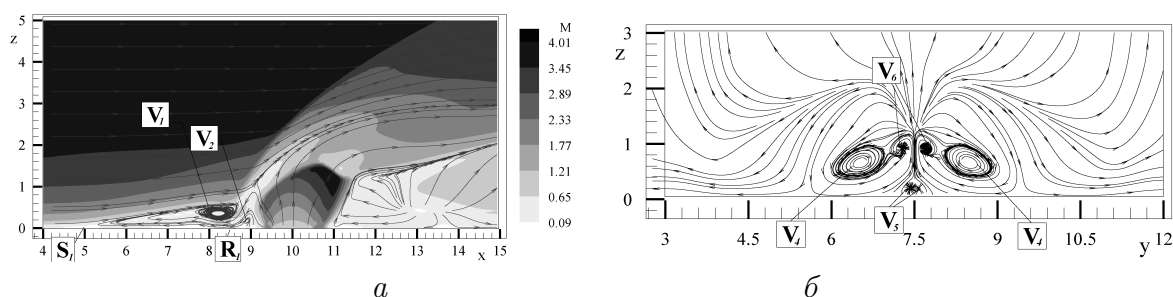 5
z
4
3
2
1
0
V₁
V₂
S₁
R₁
4 5 6 7 8 9 10 11 12 13 14 x 15
M
4.01
3.45
2.89
2.33
1.77
1.21
0.65
0.09
а
3
z
2
1
0
V₆
V₄
V₅
V₄
3 4.5 6 7.5 9 10.5 y 12
б